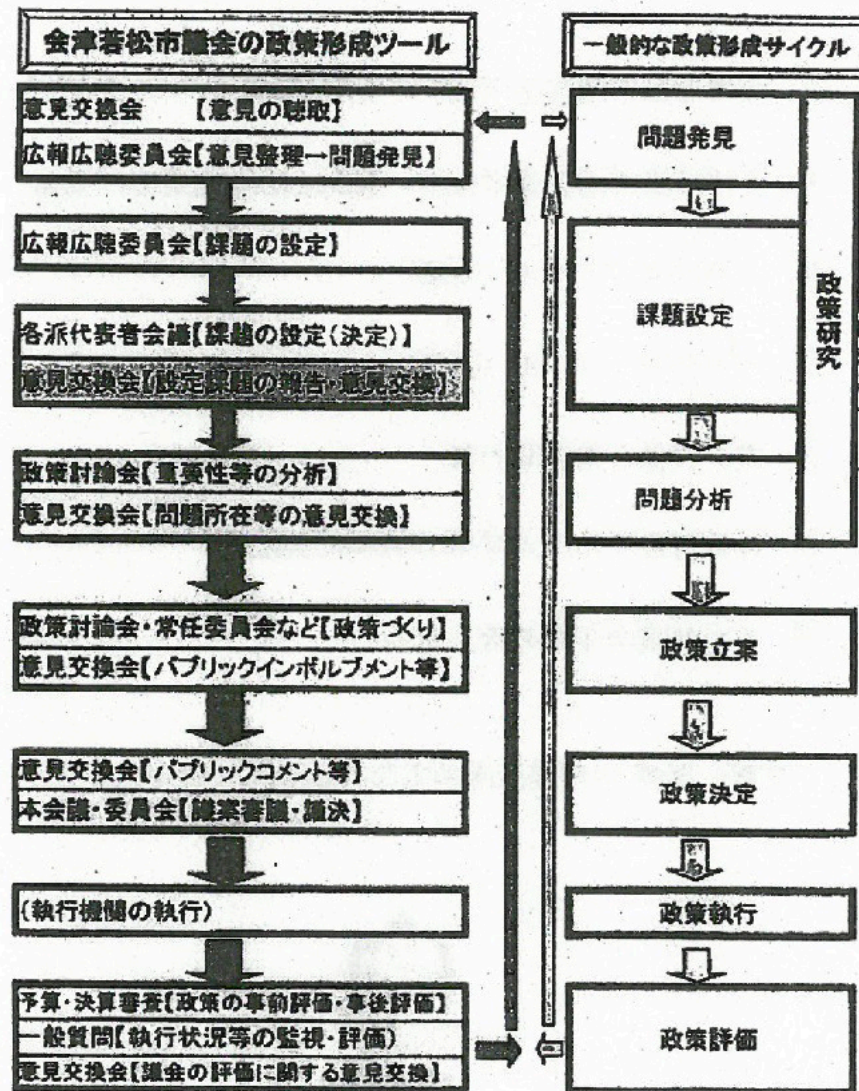 会津若松市議会の政策形成ツール
意見交換会 【意見の聴取】
広報広聴委員会【意見整理→問題発見】
広報広聴委員会【課題の設定】
各派代表者会議【課題の設定(決定)】
意見交換会【設定課題の報告・意見交換】
政策討論会【重要性等の分析】
意見交換会【問題所在等の意見交換】
政策討論会・常任委員会など【政策づくり】
意見交換会【パブリックインボルブメント等】
意見交換会【パブリックコメント等】
本会議・委員会【議案審議・議決】
(執行機関の執行)
予算・決算審査【政策の事前評価・事後評価】
一般質問【執行状況等の監視・評価)
意見交換会【議会の評価に関する意見交換】
一般的な政策形成サイクル
問題発見
課題設定
問題分析
政策研究
政策立案
政策決定
政策執行
政策評価